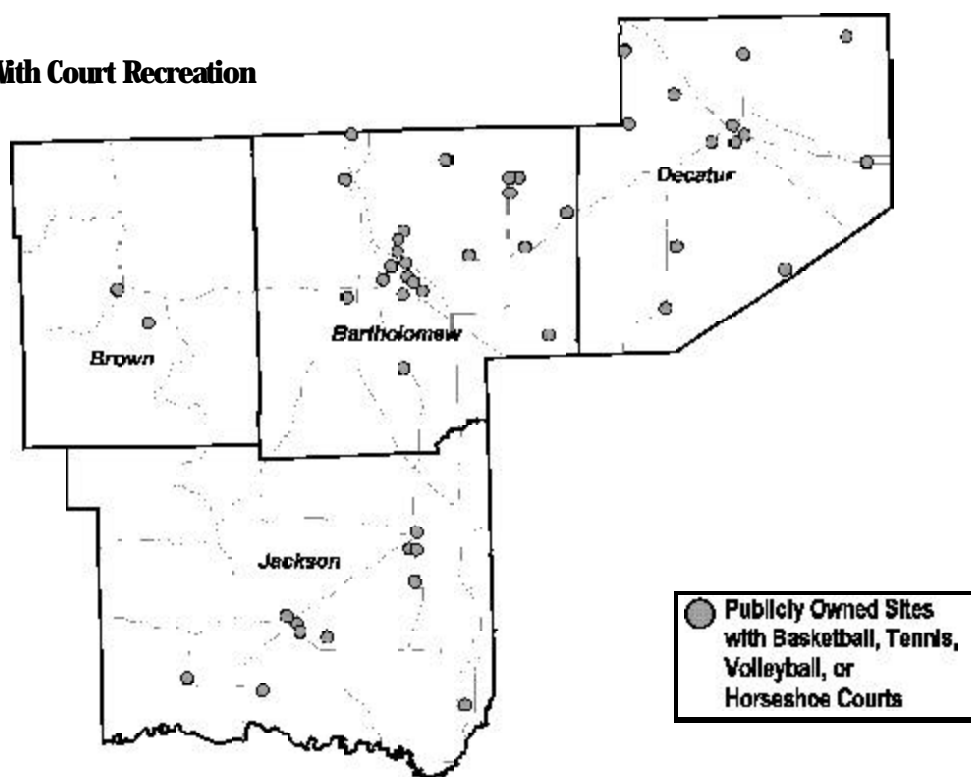 With Court Recreation
Decatur
Bartholomew
Brown
Jackson
Publicly Owned Sites
with Basketball, Tennis,
Volleyball, or
Horseshoe Courts